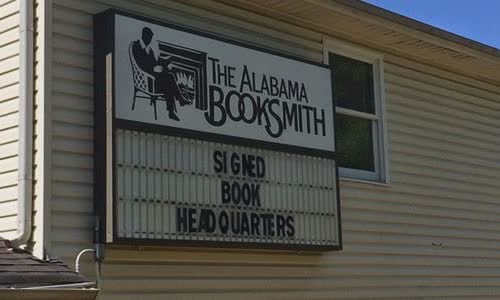 The Alabama
Booksmith
SIGNED
BOOK
HEADQUARTERS